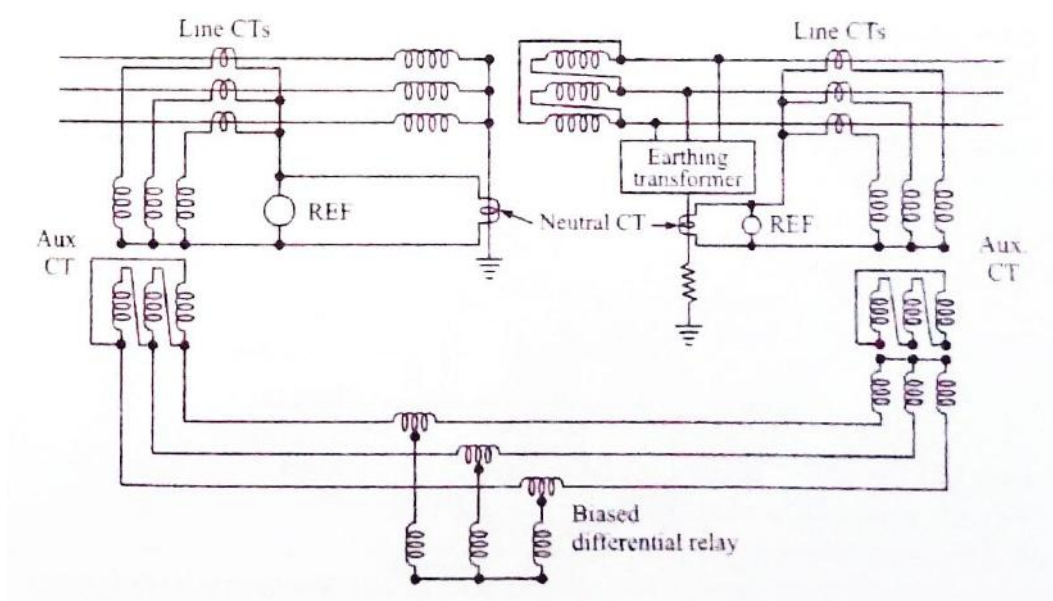 Line CTs
Line CTs
Earthing
transformer
REF
Neutral CT
REF
Aux
CT
Aux.
CT
Biased
differential relay